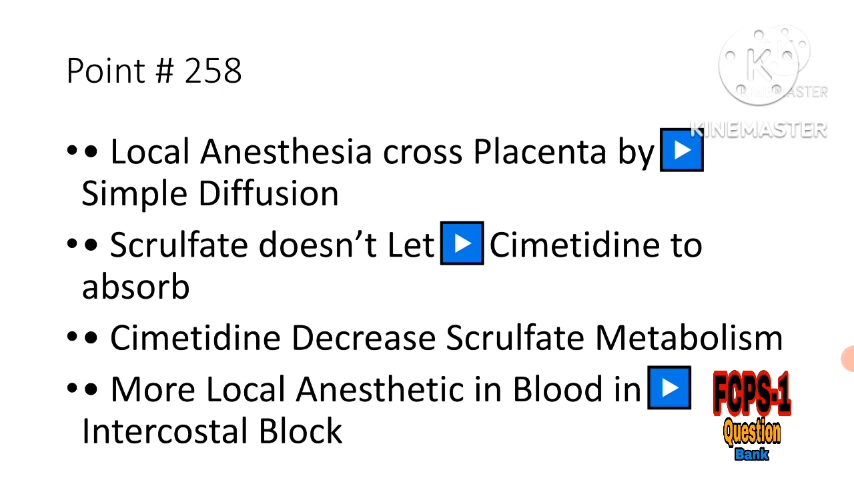 Point # 258
KINEMASTER
KINEMASTER
•• Local Anesthesia cross Placenta by ▶
Simple Diffusion
•• Scrulfate doesn't Let ▶ Cimetidine to
absorb
•• Cimetidine Decrease Scrulfate Metabolism
•• More Local Anesthetic in Blood in ▶
Intercostal Block
FCPS-1
Question
Bank